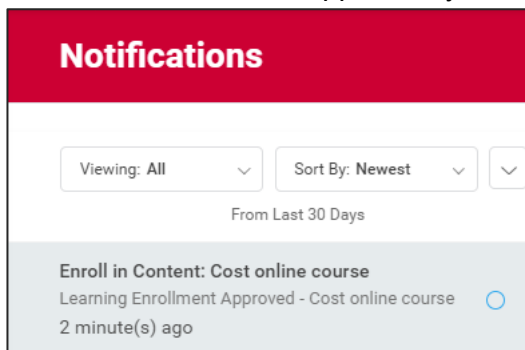 Notifications
Viewing: All Sort By: Newest
From Last 30 Days
Enroll in Content: Cost online course
Learning Enrollment Approved - Cost online course
2 minute(s) ago